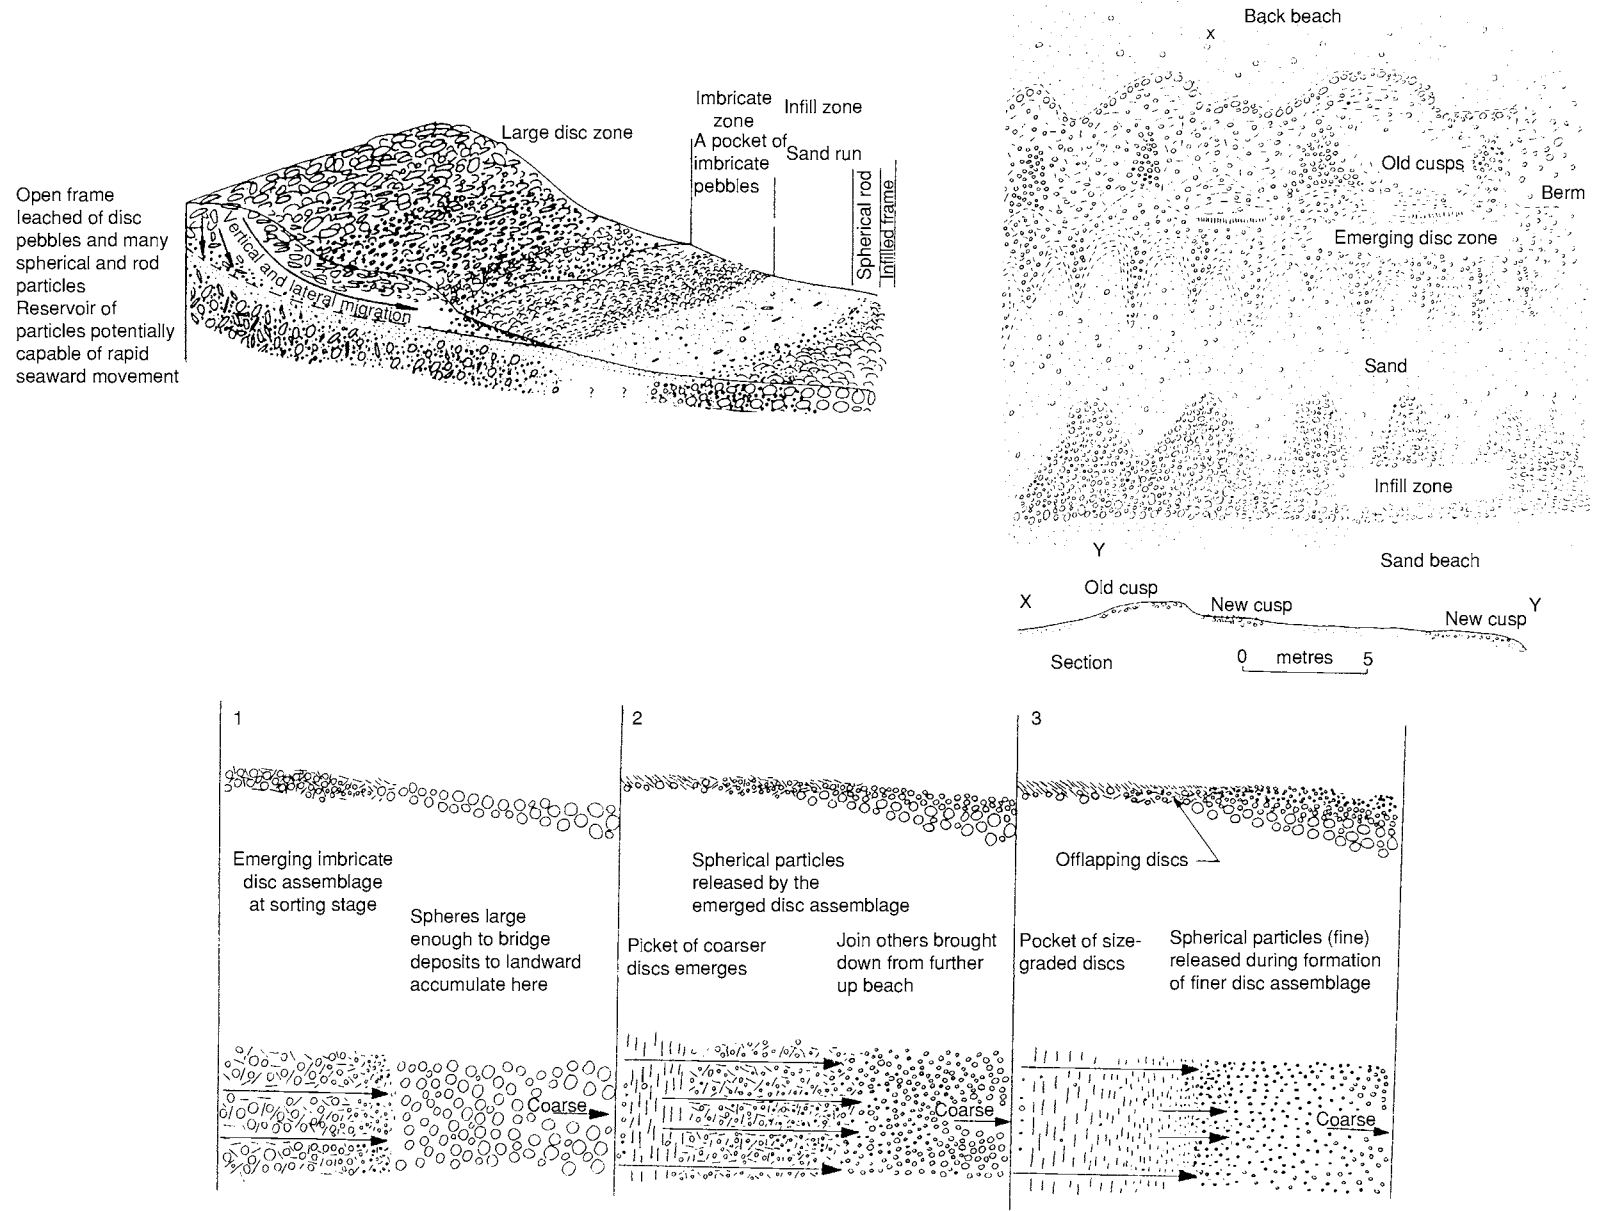 Large disc zone
Imbricate
zone
A pocket of
imbricate
pebbles
Infill zone
Sand run
Spherical rod
Infilled frame
Open frame
leached of disc
pebbles and many
spherical and rod
particles
Reservoir of
particles potentially
capable of rapid
seaward movement
Vertical and lateral migration
? ?
Back beach
x
Old cusps
Berm
Emerging disc zone
Sand
Infill zone
Y
Sand beach
X
Old cusp
New cusp
Y
New cusp
Section
0 metres 5
1
Emerging imbricate
disc assemblage
at sorting stage
Spheres large
enough to bridge
deposits to landward
accumulate here
Coarse
2
Spherical particles
released by the
emerged disc assemblage
Picket of coarser
discs emerges
Join others brought
down from further
up beach
Coarse
3
Offlapping discs
Pocket of size-
graded discs
Spherical particles (fine)
released during formation
of finer disc assemblage
Coarse